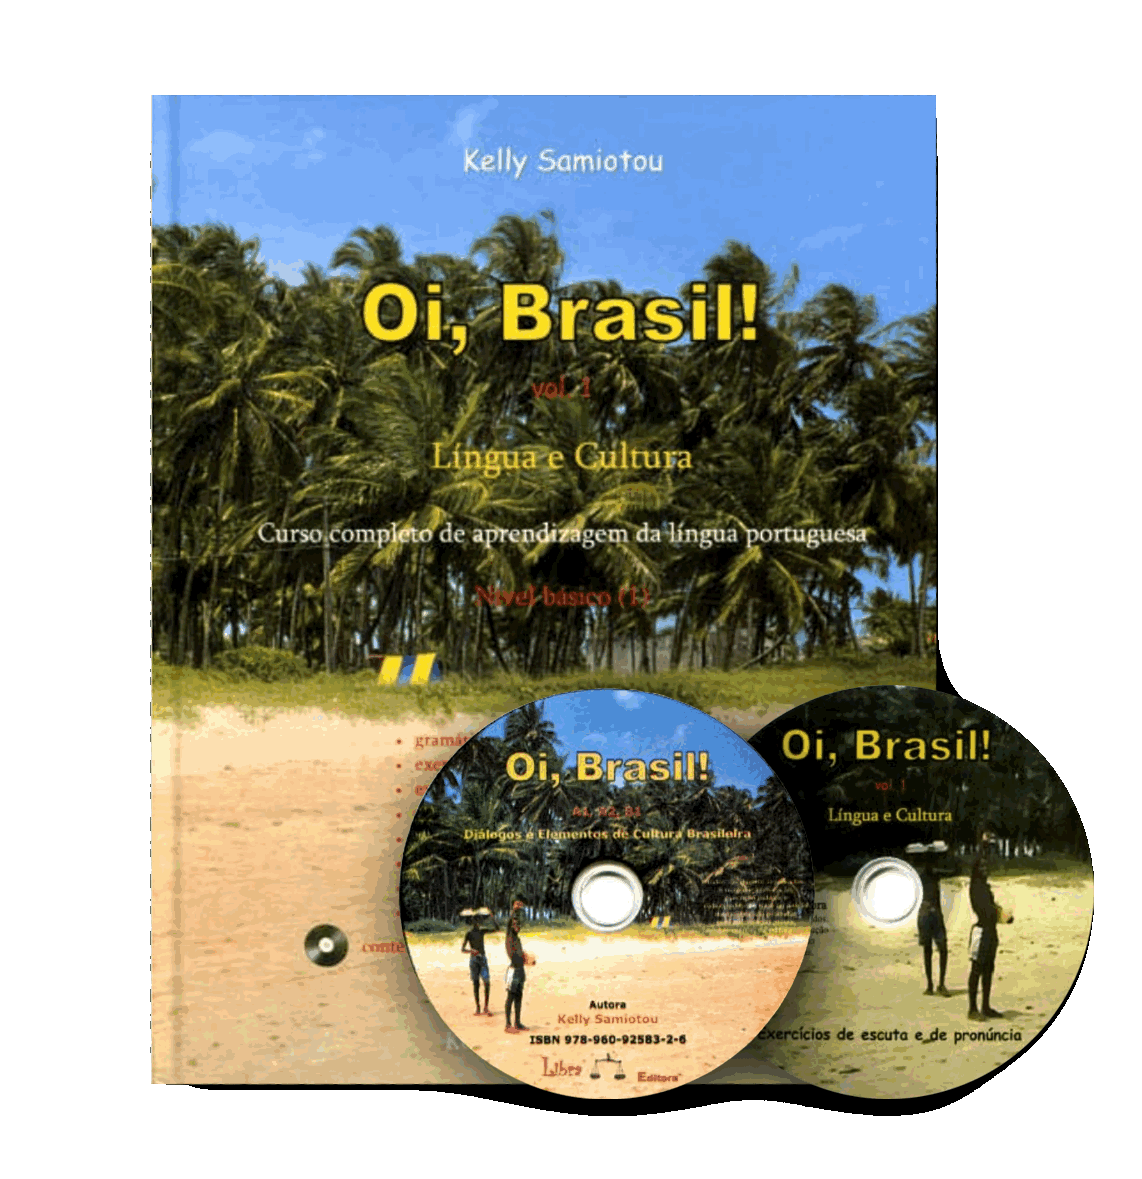 Kelly Samiotou
Oi, Brasil!
vol. 1
Língua e Cultura
Curso completo de aprendizagem da língua portuguesa
Nível básico (1)
Oi, Brasil!
A1, A2, B1
Diálogos e Elementos de Cultura Brasileira
Autora
Kelly Samiotou
ISBN 978-960-92583-2-6
Libra Editora
Oi, Brasil!
vol. 1
Língua e Cultura
Exercícios de escuta e de pronúncia